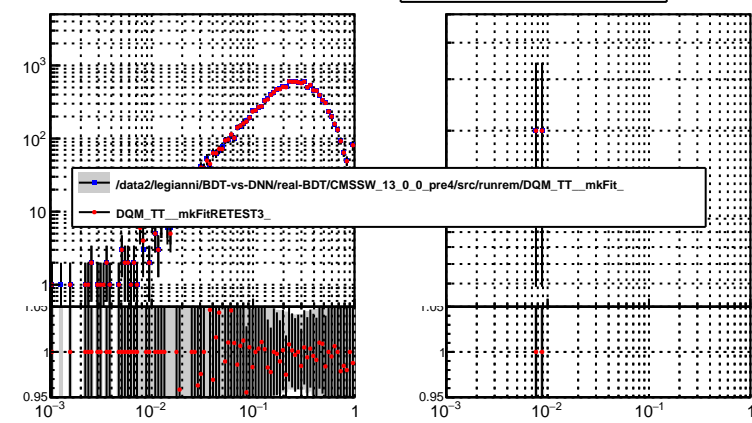 10³
10²
/data2/legianni/BDT-vs-DNN/real-BDT/CMSSW_13_0_0_pre4/src/runrem/DQM_TT__mkFit_
10
DQM_TT__mkFitRETEST3_
1
1.05 1.05
1 1
0.95 0.95
10⁻³ 10⁻² 10⁻¹ 1 10⁻³ 10⁻² 10⁻¹ 1